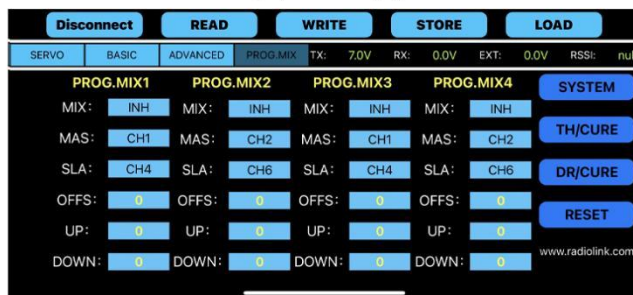 Disconnect READ WRITE STORE LOAD
SERVO BASIC ADVANCED PROG.MIX TX: 7.0V RX: 0.0V EXT: 0.0V RSSI: nul
PROG.MIX1 PROG.MIX2 PROG.MIX3 PROG.MIX4 SYSTEM
MIX: INH MIX: INH MIX: INH MIX: INH
MAS: CH1 MAS: CH2 MAS: CH1 MAS: CH2 TH/CURE
SLA: CH4 SLA: CH6 SLA: CH4 SLA: CH6 DR/CURE
OFFS: 0 OFFS: 0 OFFS: 0 OFFS: 0
UP: 0 UP: 0 UP: 0 UP: 0 RESET
DOWN: 0 DOWN: 0 DOWN: 0 DOWN: 0 www.radiolink.com